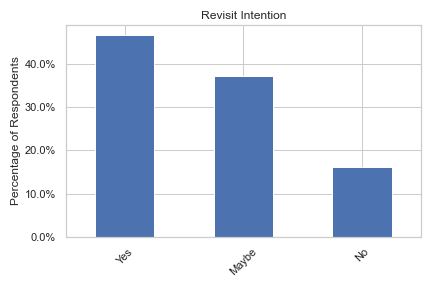 Revisit Intention
Percentage of Respondents
40.0%
30.0%
20.0%
10.0%
0.0%
Yes
Maybe
No